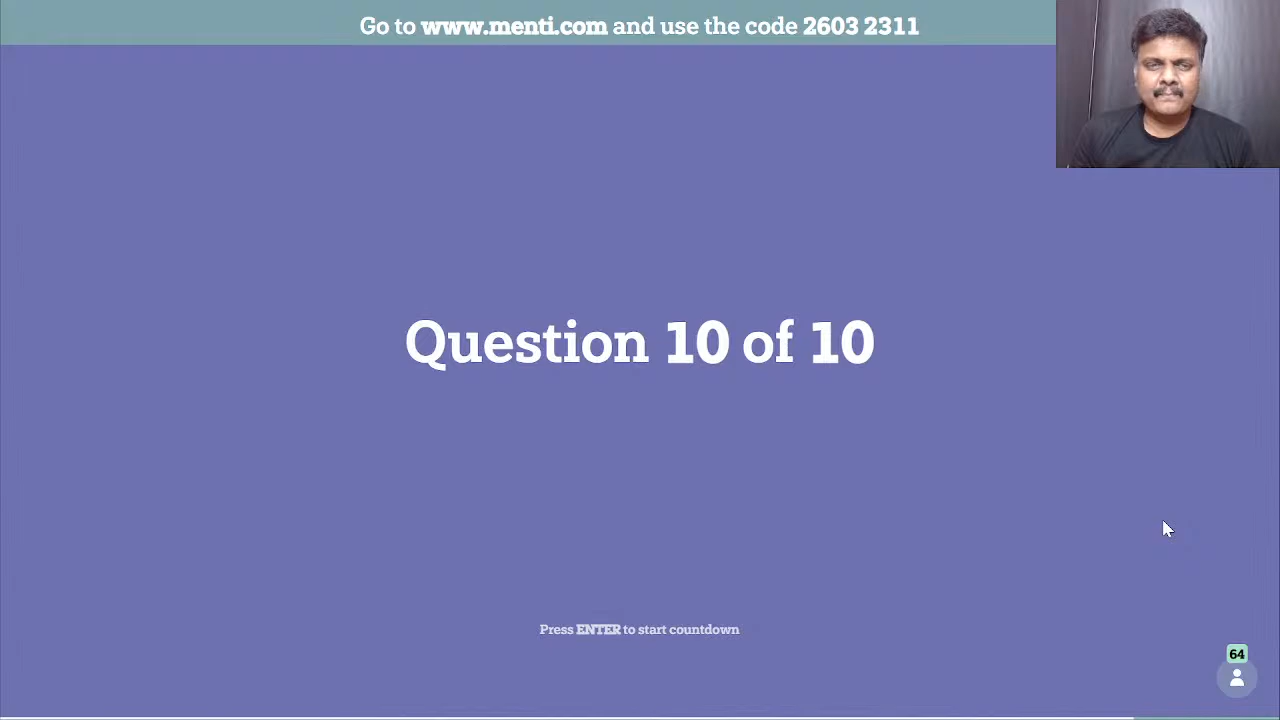 Go to www.menti.com and use the code 2603 2311
Question 10 of 10
Press ENTER to start countdown
64